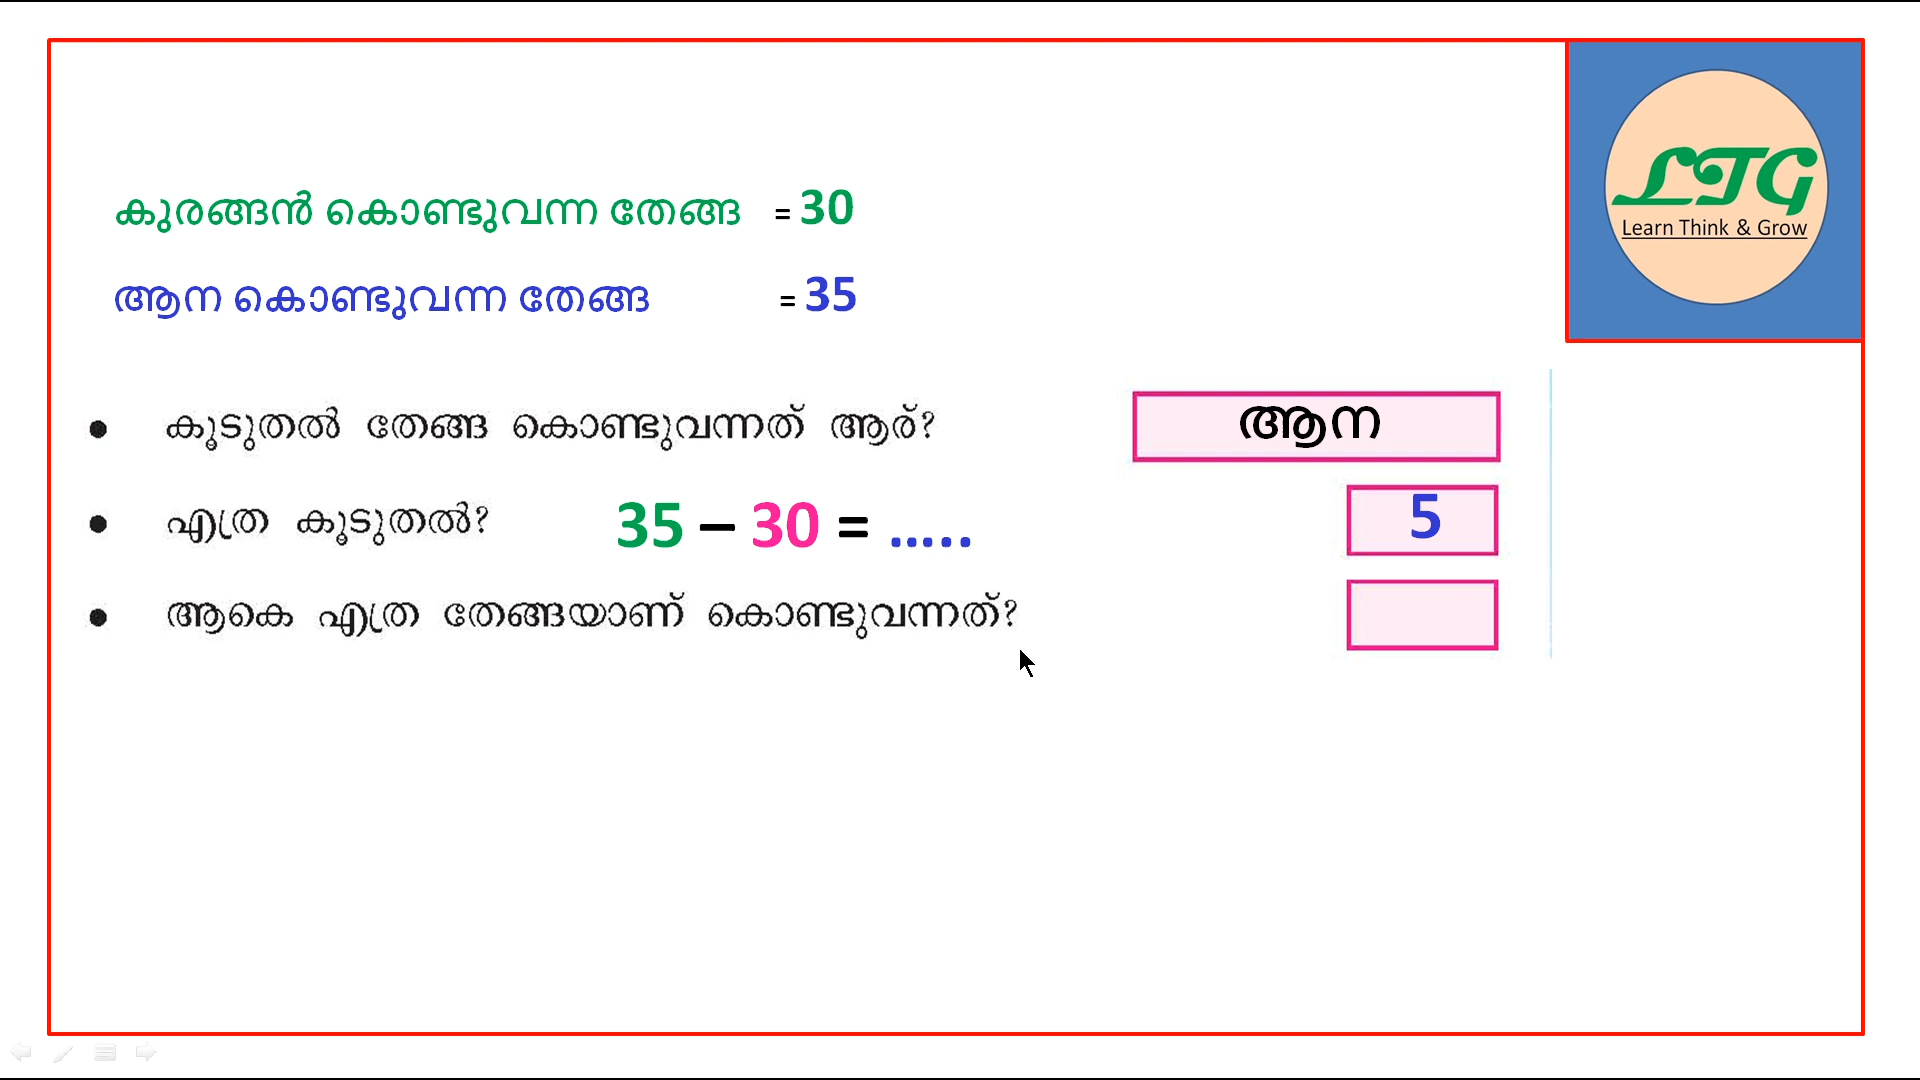 LTG
Learn Think & Grow
കുരങ്ങൻ കൊണ്ടുവന്ന തേങ്ങ = 30
ആന കൊണ്ടുവന്ന തേങ്ങ = 35
• കൂടുതൽ തേങ്ങ കൊണ്ടുവന്നത് ആര്? ആന
• എത്ര കൂടുതൽ? 35 – 30 = ..... 5
• ആകെ എത്ര തേങ്ങയാണ് കൊണ്ടുവന്നത്?